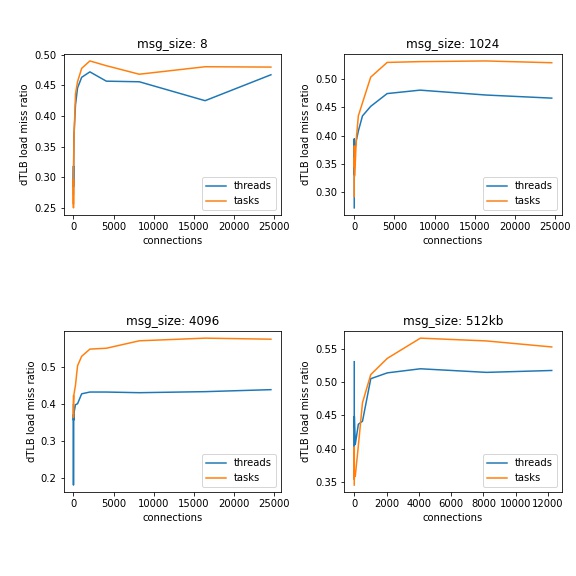 msg_size: 8
dTLB load miss ratio
0.50
0.45
0.40
0.35
0.30
0.25
threads
tasks
0 5000 10000 15000 20000 25000
connections
msg_size: 1024
dTLB load miss ratio
0.50
0.45
0.40
0.35
0.30
threads
tasks
0 5000 10000 15000 20000 25000
connections
msg_size: 4096
dTLB load miss ratio
0.5
0.4
0.3
0.2
threads
tasks
0 5000 10000 15000 20000 25000
connections
msg_size: 512kb
dTLB load miss ratio
0.55
0.50
0.45
0.40
0.35
threads
tasks
0 2000 4000 6000 8000 10000 12000
connections